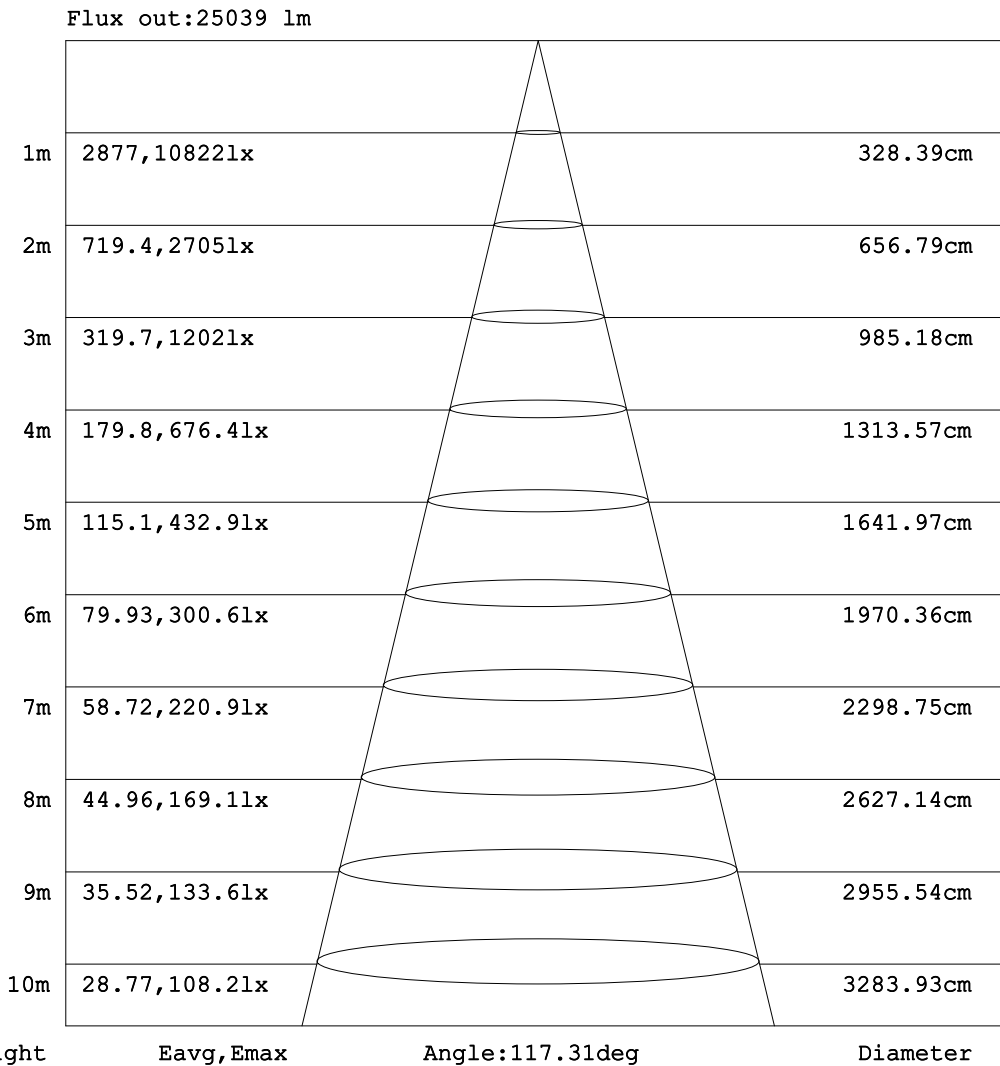 Flux out:25039 lm
1m 2877,10822lx 328.39cm
2m 719.4,2705lx 656.79cm
3m 319.7,1202lx 985.18cm
4m 179.8,676.4lx 1313.57cm
5m 115.1,432.9lx 1641.97cm
6m 79.93,300.6lx 1970.36cm
7m 58.72,220.9lx 2298.75cm
8m 44.96,169.1lx 2627.14cm
9m 35.52,133.6lx 2955.54cm
10m 28.77,108.2lx 3283.93cm
Eavg,Emax Angle:117.31deg Diameter